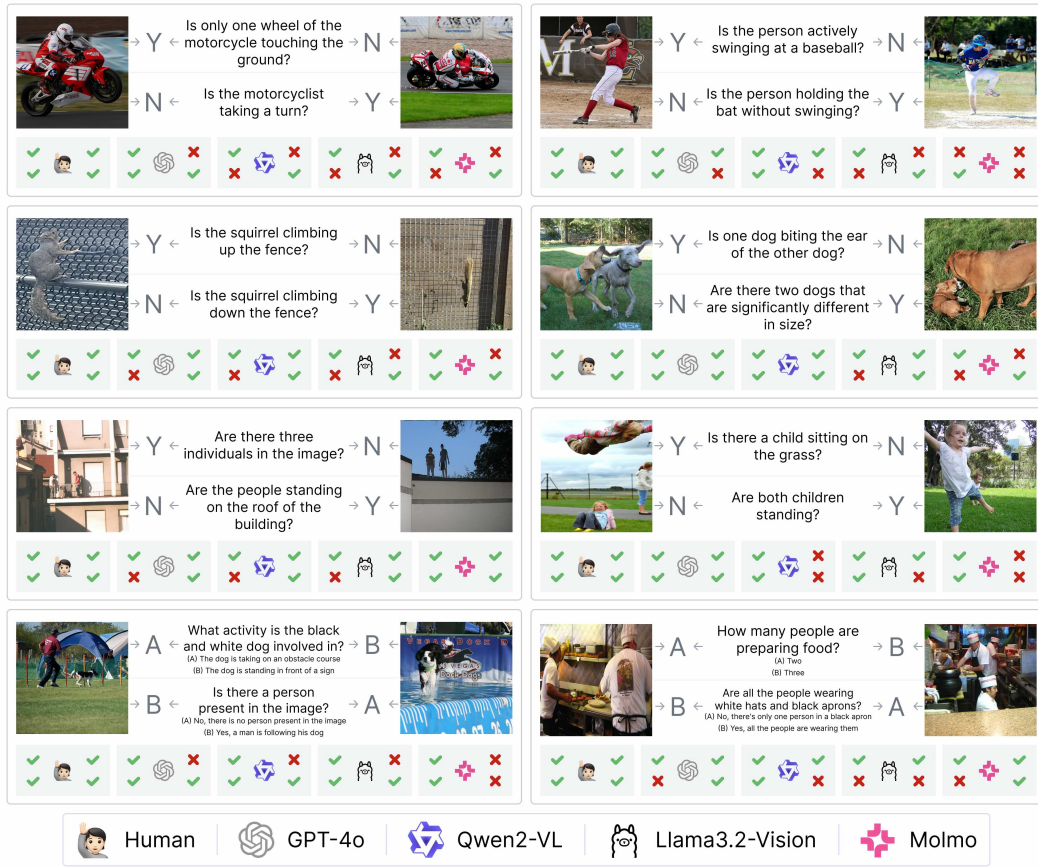 Is only one wheel of the
motorcycle touching the
ground?
Y
N
Is the motorcyclist
taking a turn?
N
Y
Is the person actively
swinging at a baseball?
Y
N
Is the person holding the
bat without swinging?
N
Y
Is the squirrel climbing
up the fence?
Y
N
Is the squirrel climbing
down the fence?
N
Y
Is one dog biting the ear
of the other dog?
Y
N
Are there two dogs that
are significantly different
in size?
N
Y
Are there three
individuals in the image?
Y
N
Are the people standing
on the roof of the
building?
N
Y
Is there a child sitting on
the grass?
Y
N
Are both children
standing?
N
Y
What activity is the black
and white dog involved in?
(A) The dog is taking on an obstacle course
(B) The dog is standing in front of a sign
A
B
Is there a person
present in the image?
(A) No, there is no person present in the image
(B) Yes, a man is following his dog
B
A
How many people are
preparing food?
(A) Two
(B) Three
A
B
Are all the people wearing
white hats and black aprons?
(A) No, there's only one person in a black apron
(B) Yes, all the people are wearing them
B
A
Human
GPT-4o
Qwen2-VL
Llama3.2-Vision
Molmo